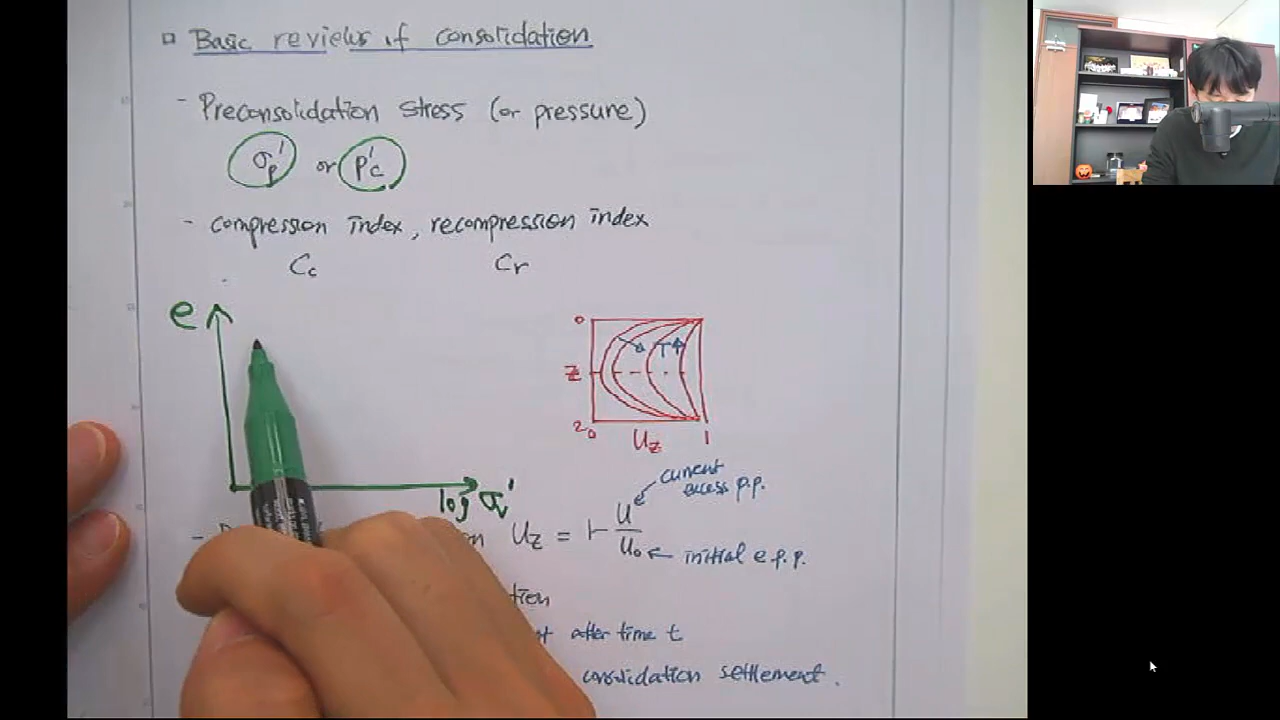 Basic reviews of consolidation
- Preconsolidation stress (or pressure)
σp' or p'c
- compression index, recompression index
Cc Cr
e
log σv'
0
z
2
0 Uz 1
T
current
excess p.p.
Uz = 1 - u/u0
initial e p.p.
after time t
consolidation settlement.